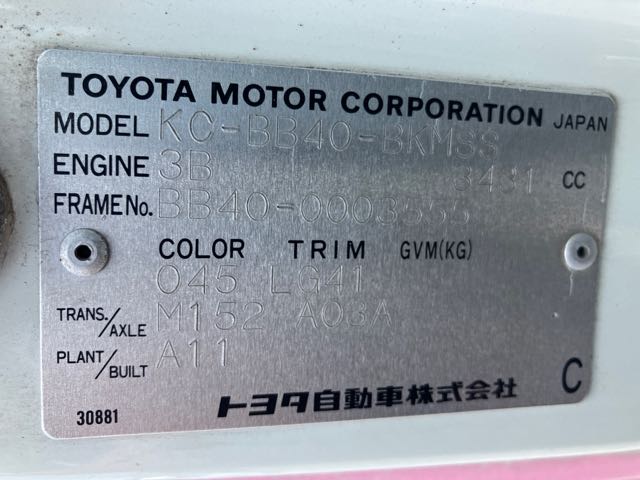 TOYOTA MOTOR CORPORATION JAPAN
MODEL KC-BB40-BKMSS
ENGINE 3B 3431 CC
FRAME No. BB40-0003555
COLOR TRIM GVM(KG)
045 LG41
TRANS./AXLE M152 A03A
PLANT/BUILT A11
30881 トヨタ自動車株式会社 C